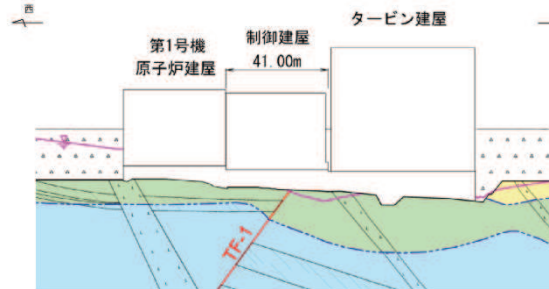 西
タービン建屋
制御建屋
第1号機
原子炉建屋
41.00m
TF-1